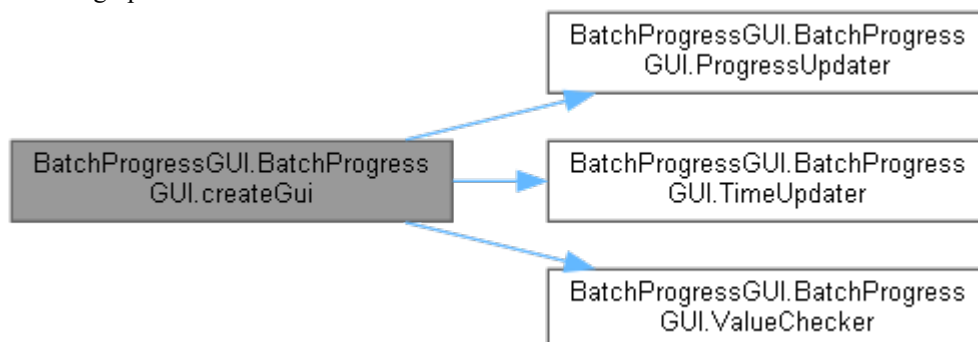 BatchProgressGUI.BatchProgress
GUI.ProgressUpdater
BatchProgressGUI.BatchProgress
GUI.createGui
BatchProgressGUI.BatchProgress
GUI.TimeUpdater
BatchProgressGUI.BatchProgress
GUI.ValueChecker